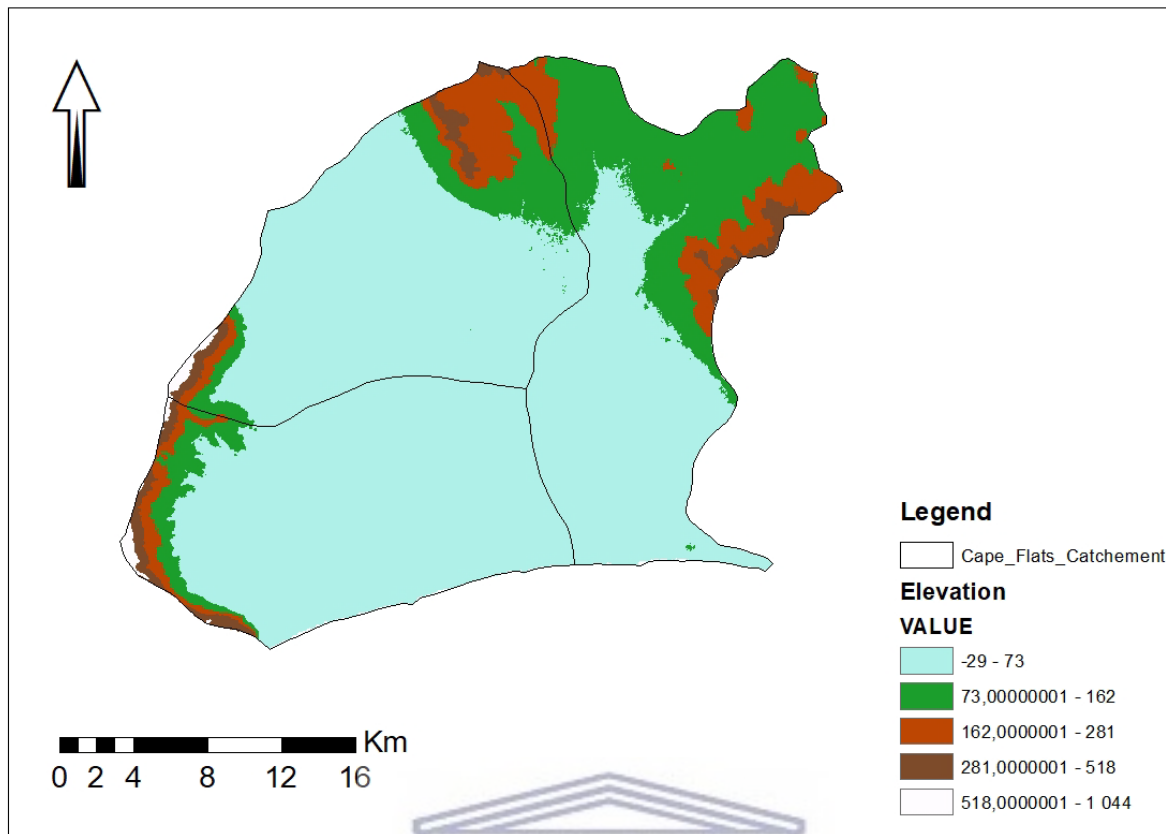 Legend
Cape_Flats_Catchement
Elevation
VALUE
-29 - 73
73,00000001 - 162
162,0000001 - 281
281,0000001 - 518
518,0000001 - 1 044
Km
0 2 4 8 12 16